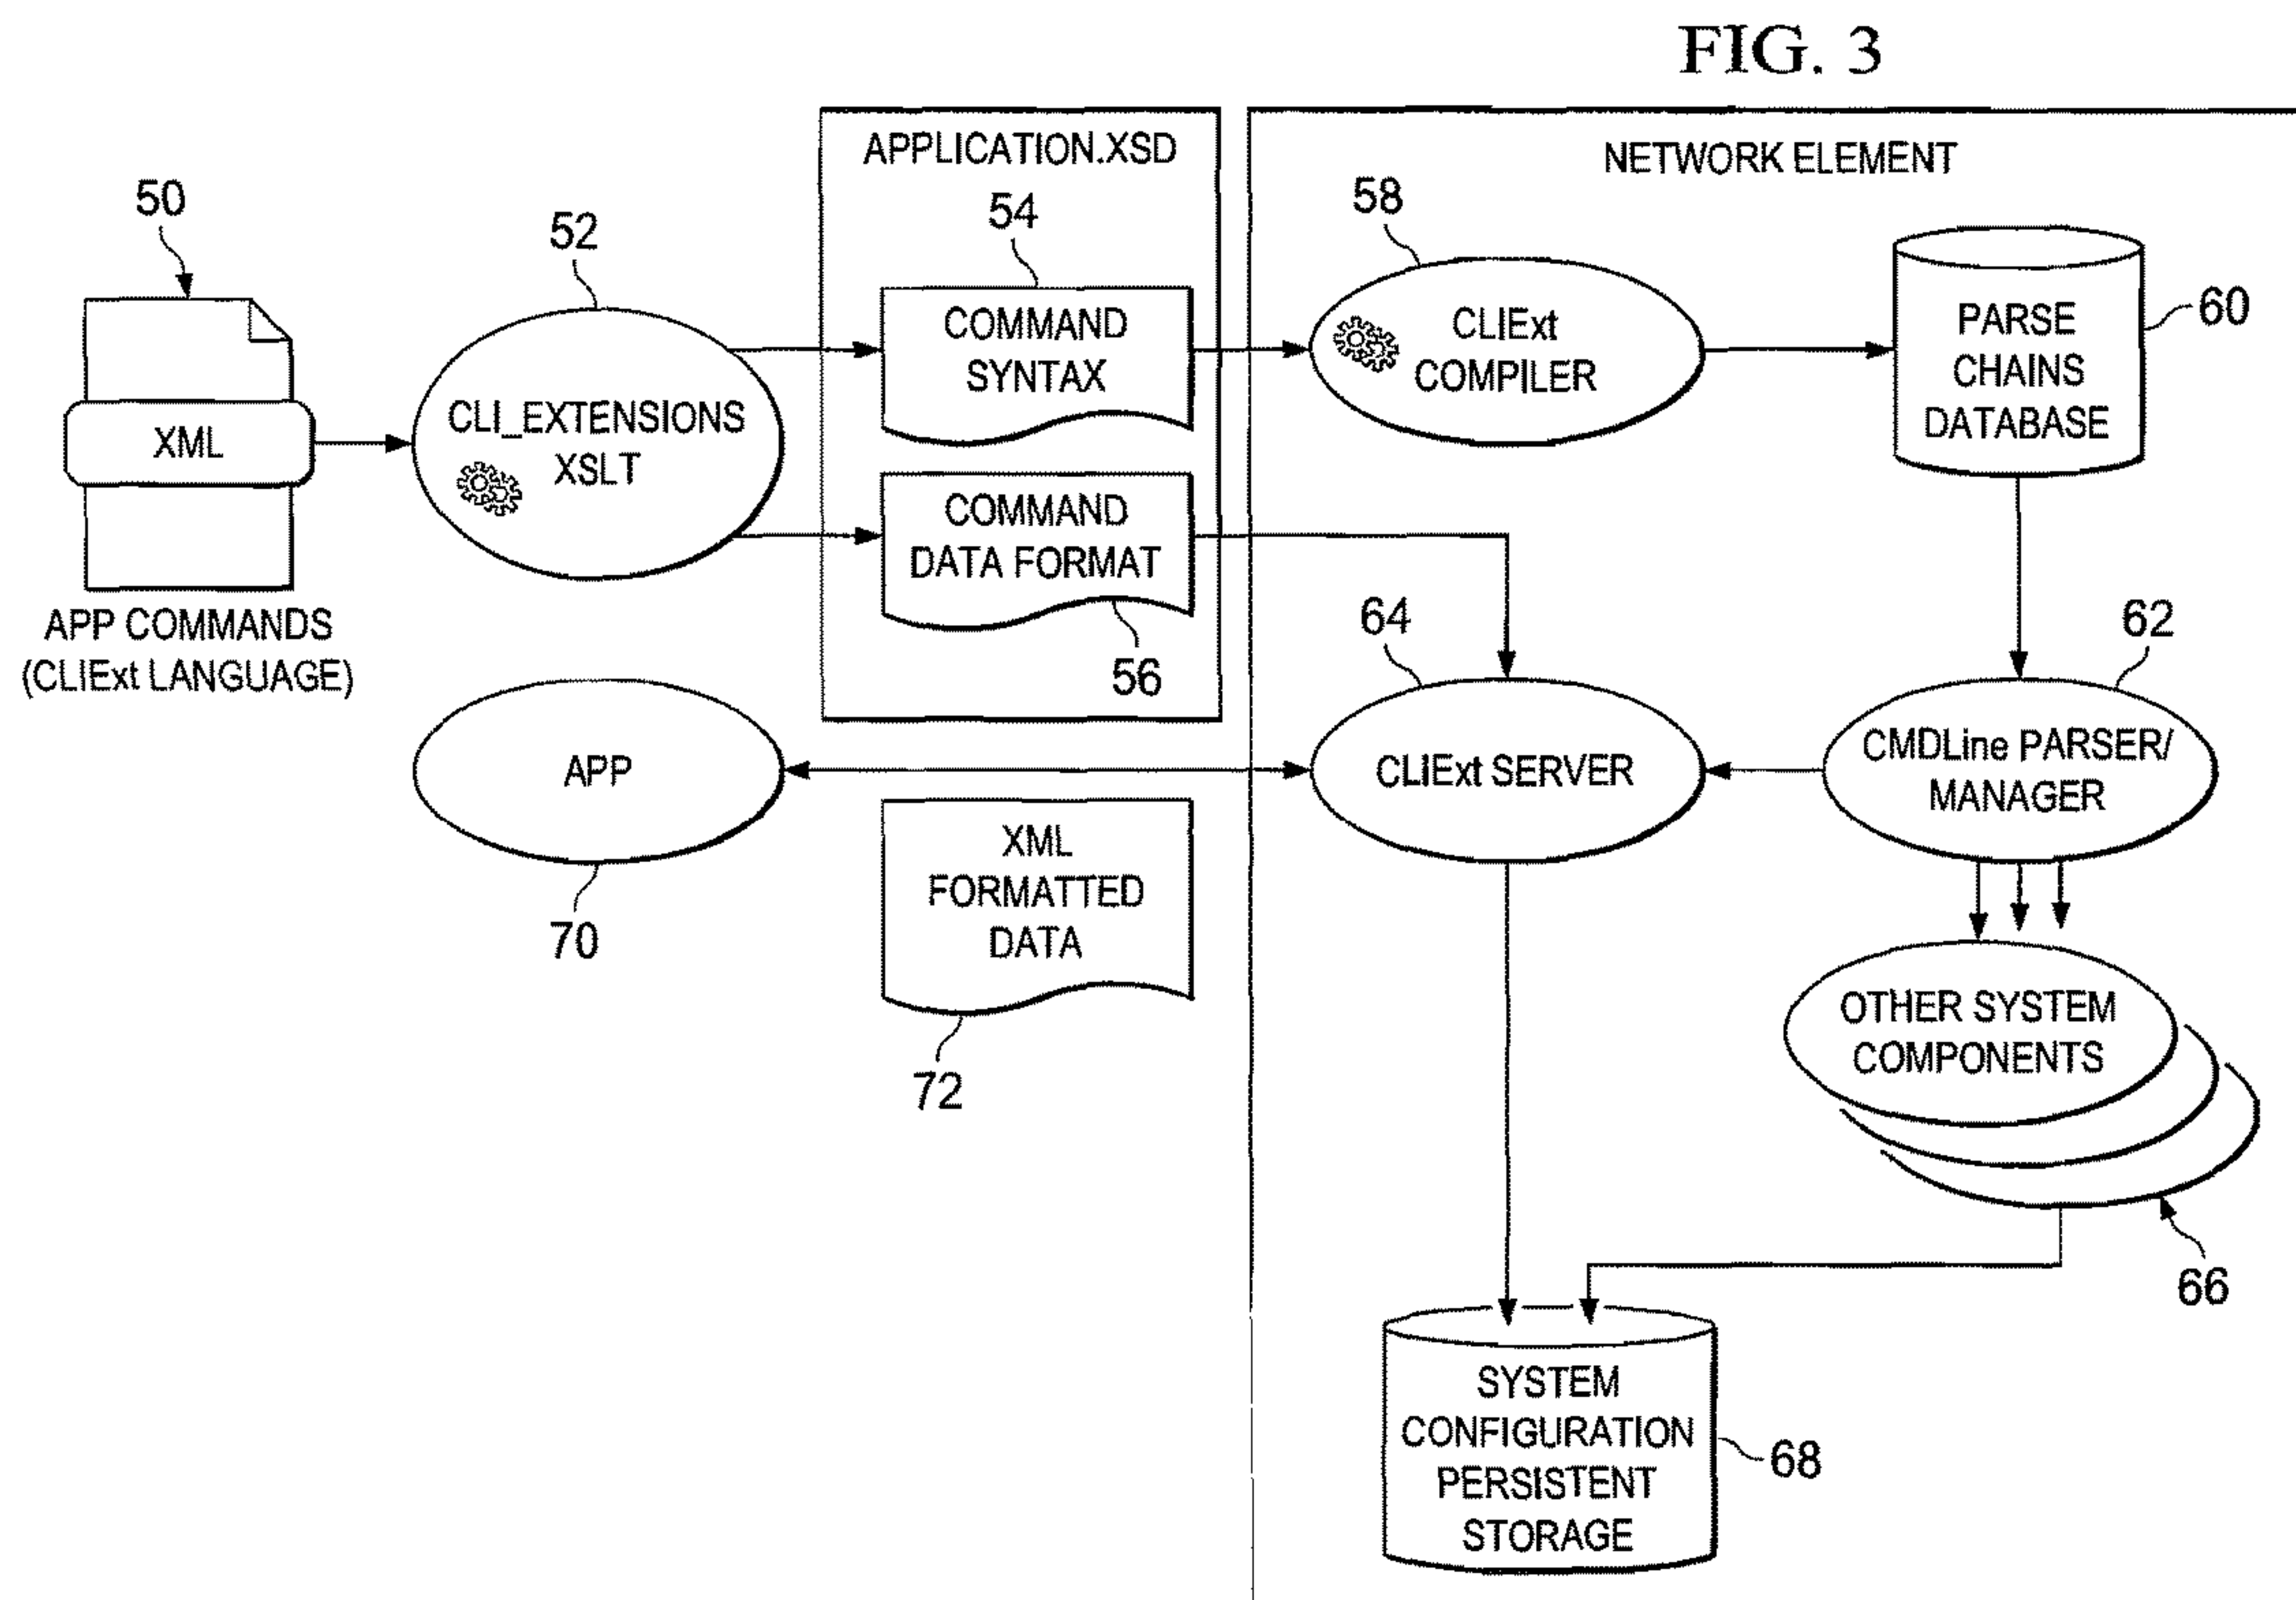 FIG. 3
APPLICATION.XSD
NETWORK ELEMENT
50
52
54
58
60
XML
APP COMMANDS
(CLIExt LANGUAGE)
CLI_EXTENSIONS
XSLT
COMMAND
SYNTAX
COMMAND
DATA FORMAT
56
CLIExt
COMPILER
PARSE
CHAINS
DATABASE
64
62
APP
70
CLIExt SERVER
CMDLine PARSER/
MANAGER
XML
FORMATTED
DATA
72
OTHER SYSTEM
COMPONENTS
66
SYSTEM
CONFIGURATION
PERSISTENT
STORAGE
68